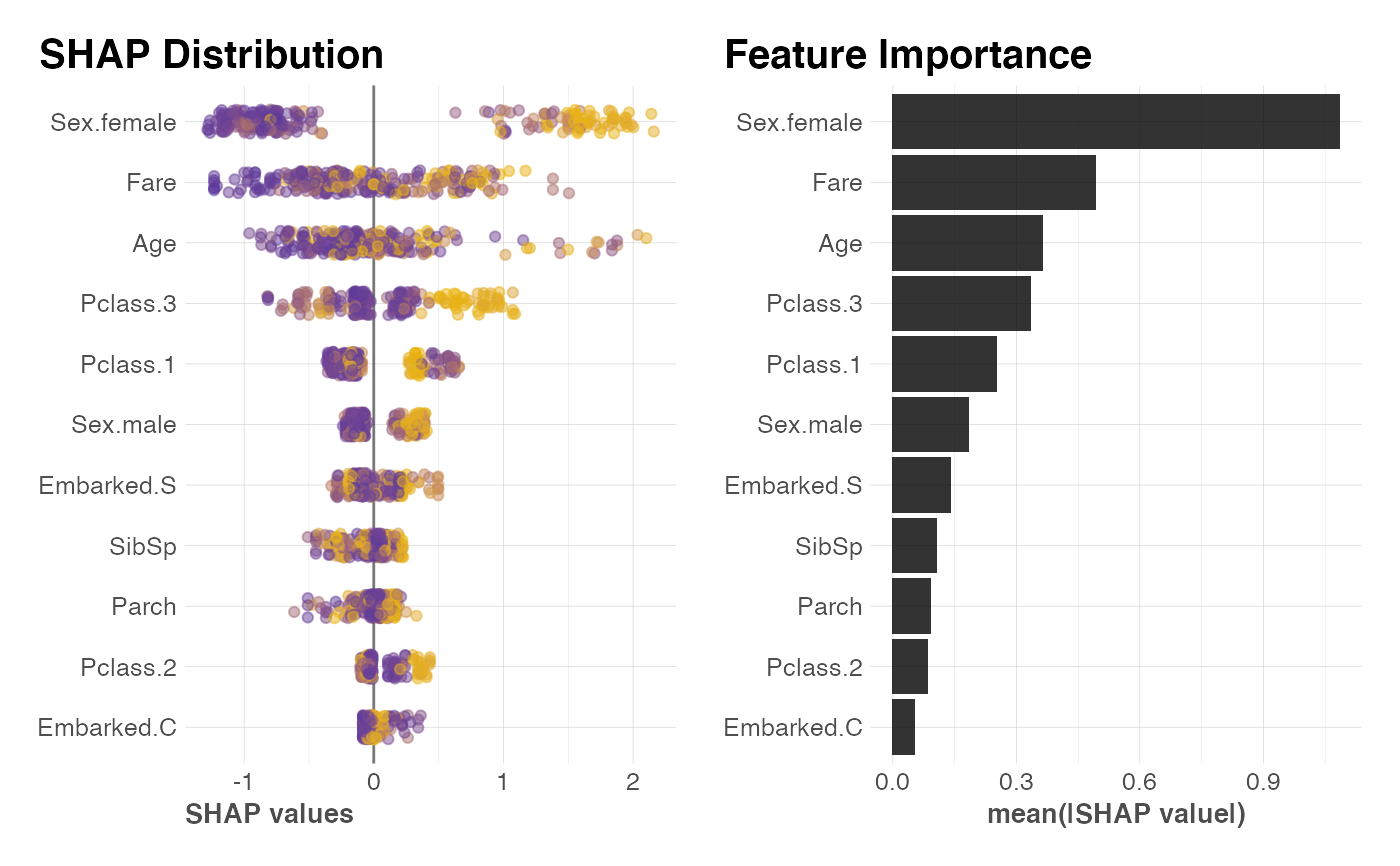 SHAP Distribution
Sex.female
Fare
Age
Pclass.3
Pclass.1
Sex.male
Embarked.S
SibSp
Parch
Pclass.2
Embarked.C
-1 0 1 2
SHAP values
Feature Importance
Sex.female
Fare
Age
Pclass.3
Pclass.1
Sex.male
Embarked.S
SibSp
Parch
Pclass.2
Embarked.C
0.0 0.3 0.6 0.9
mean(|SHAP value|)